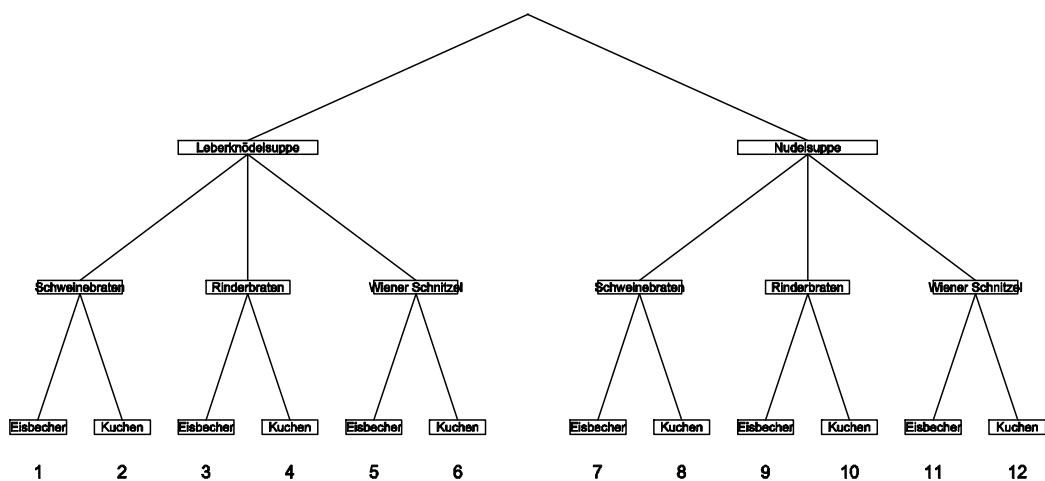 Leberknödelsuppe Nudelsuppe
Schweinebraten Rinderbraten Wiener Schnitzel Schweinebraten Rinderbraten Wiener Schnitzel
Eisbecher Kuchen Eisbecher Kuchen Eisbecher Kuchen Eisbecher Kuchen Eisbecher Kuchen Eisbecher Kuchen
1 2 3 4 5 6 7 8 9 10 11 12